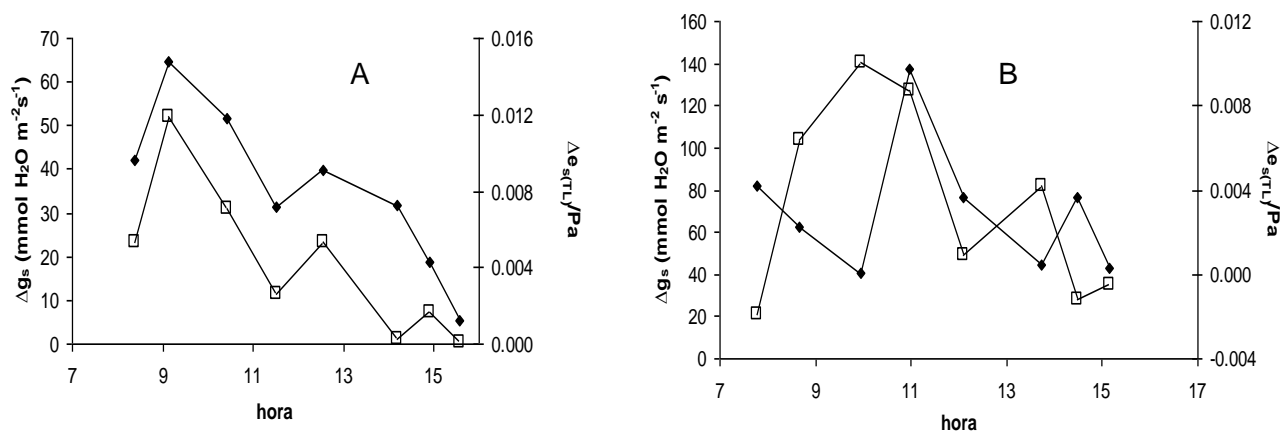 A
Δgₛ (mmol H₂O m⁻²s⁻¹)
70
60
50
40
30
20
10
0
0.016
0.012
0.008
0.004
0.000
Δeₛ(TL)/Pa
7 9 11 13 15
hora
B
Δgₛ (mmol H₂O m⁻² s⁻¹)
160
140
120
100
80
60
40
20
0
0.012
0.008
0.004
0.000
-0.004
Δeₛ(TL)/Pa
7 9 11 13 15 17
hora